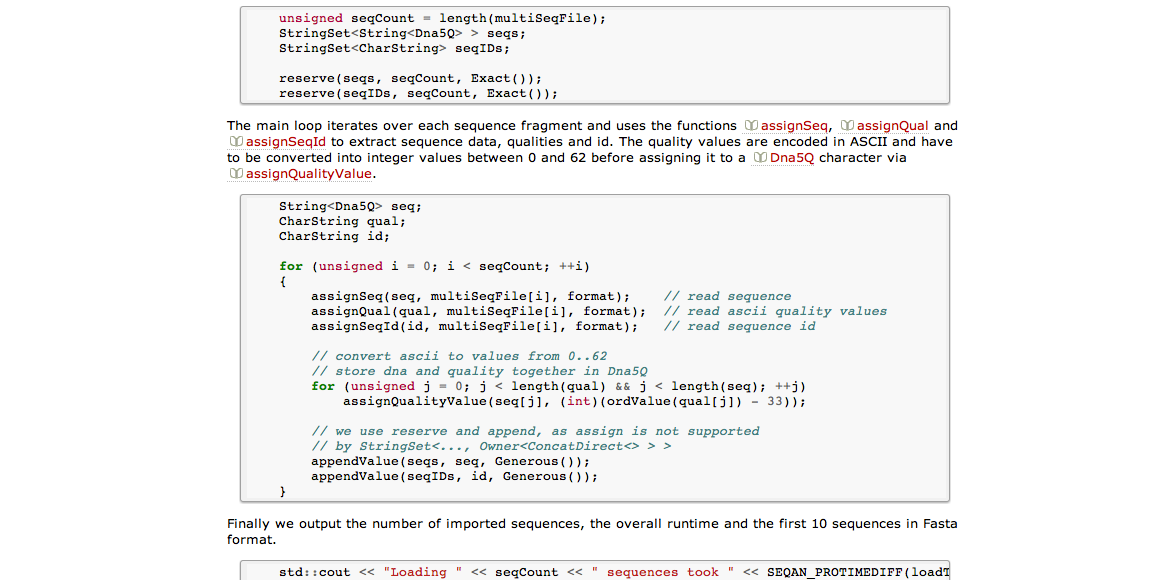 unsigned seqCount = length(multiSeqFile);
StringSet<String<Dna5Q> > seqs;
StringSet<CharString> seqIDs;
reserve(seqs, seqCount, Exact());
reserve(seqIDs, seqCount, Exact());
The main loop iterates over each sequence fragment and uses the functions assignSeq, assignQual and
assignSeqId to extract sequence data, qualities and id. The quality values are encoded in ASCII and have
to be converted into integer values between 0 and 62 before assigning it to a Dna5Q character via
assignQualityValue.
String<Dna5Q> seq;
CharString qual;
CharString id;
for (unsigned i = 0; i < seqCount; ++i)
{
assignSeq(seq, multiSeqFile[i], format); // read sequence
assignQual(qual, multiSeqFile[i], format); // read ascii quality values
assignSeqId(id, multiSeqFile[i], format); // read sequence id
// convert ascii to values from 0..62
// store dna and quality together in Dna5Q
for (unsigned j = 0; j < length(qual) && j < length(seq); ++j)
assignQualityValue(seq[j], (int)(ordValue(qual[j]) - 33));
// we use reserve and append, as assign is not supported
// by StringSet<..., Owner<ConcatDirect<> > >
appendValue(seqs, seq, Generous());
appendValue(seqIDs, id, Generous());
}
Finally we output the number of imported sequences, the overall runtime and the first 10 sequences in Fasta
format.
std::cout << "Loading " << seqCount << " sequences took " << SEQAN_PROTIMEDIFF(loadT